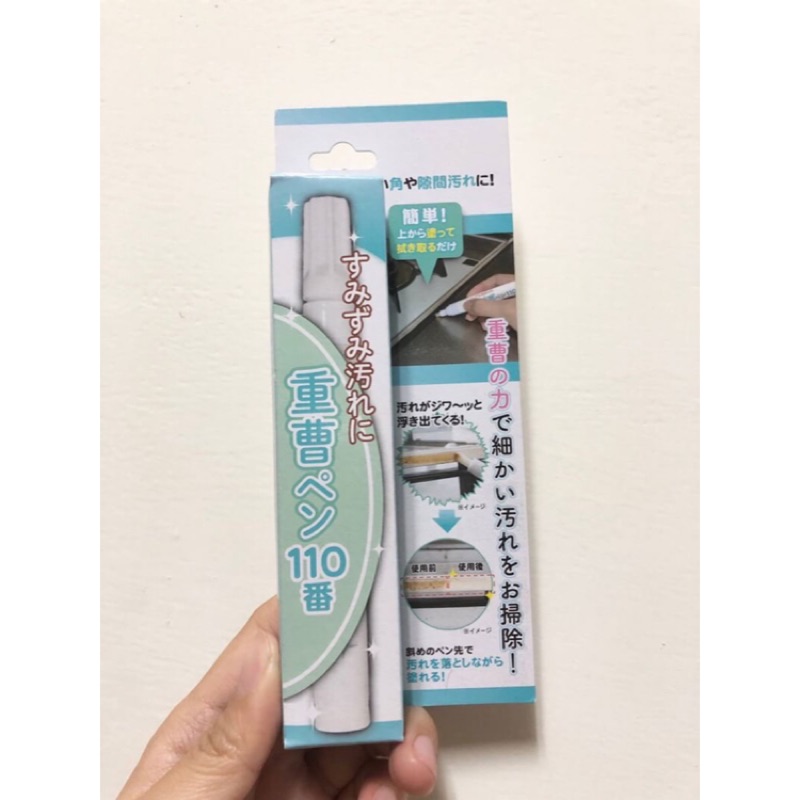 い角や隙間汚れに！
簡単！
上から塗って
拭き取るだけ
すみずみ汚れに
重曹ペン
110番
重曹の力で細かい汚れをお掃除！
汚れがジワ〜ッと
浮き出てくる！
※イメージ
使用前
使用後
※イメージ
斜めのペン先で
汚れを落としながら
塗れる！